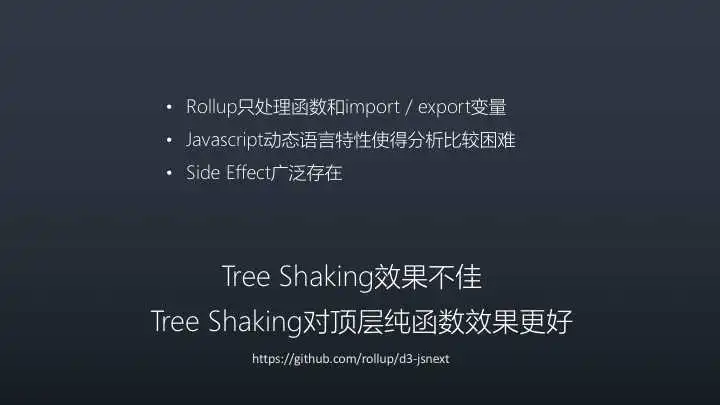 • Rollup只处理函数和import / export变量
• Javascript动态语言特性使得分析比较困难
• Side Effect广泛存在
Tree Shaking效果不佳
Tree Shaking对顶层纯函数效果更好
https://github.com/rollup/d3-jsnext